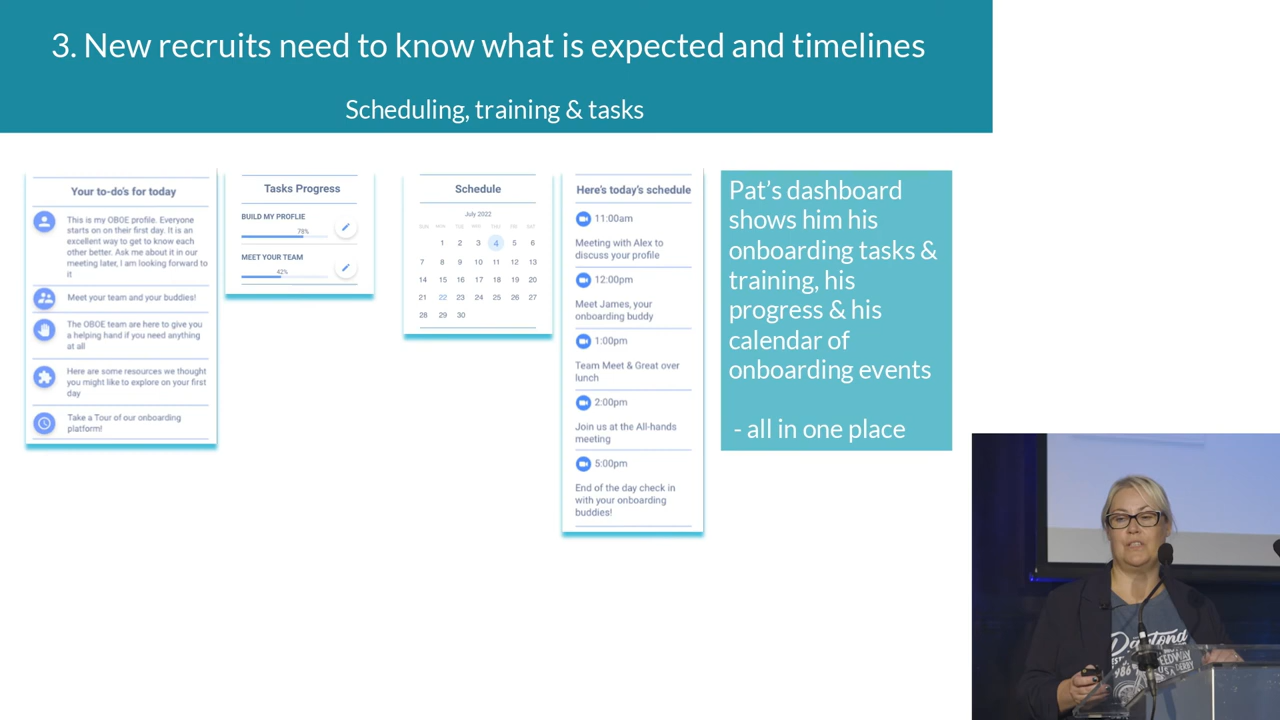 3. New recruits need to know what is expected and timelines
Scheduling, training & tasks
Your to-do's for today
This is my OBOE profile. Everyone
starts on on their first day. It is an
excellent way to get to know each
other better. Ask me about it in our
meeting later, I am looking forward to
it
Meet your team and your buddies!
The OBOE team are here to give you
a helping hand if you need anything
at all
Here are some resources we thought
you might like to explore on your first
day
Take a Tour of our onboarding
platform!
Tasks Progress
BUILD MY PROFLIE
78%
MEET YOUR TEAM
42%
Schedule
July 2022
SUN MON TUE WED THU FRI SAT
1 2 3 4 5 6
7 8 9 10 11 12 13
14 15 16 17 18 19 20
21 22 23 24 25 26 27
28 29 30
Here's today's schedule
11:00am
Meeting with Alex to
discuss your profile
12:00pm
Meet James, your
onboarding buddy
1:00pm
Team Meet & Great over
lunch
2:00pm
Join us at the All-hands
meeting
5:00pm
End of the day check in
with your onboarding
buddies!
Pat's dashboard
shows him his
onboarding tasks &
training, his
progress & his
calendar of
onboarding events
- all in one place